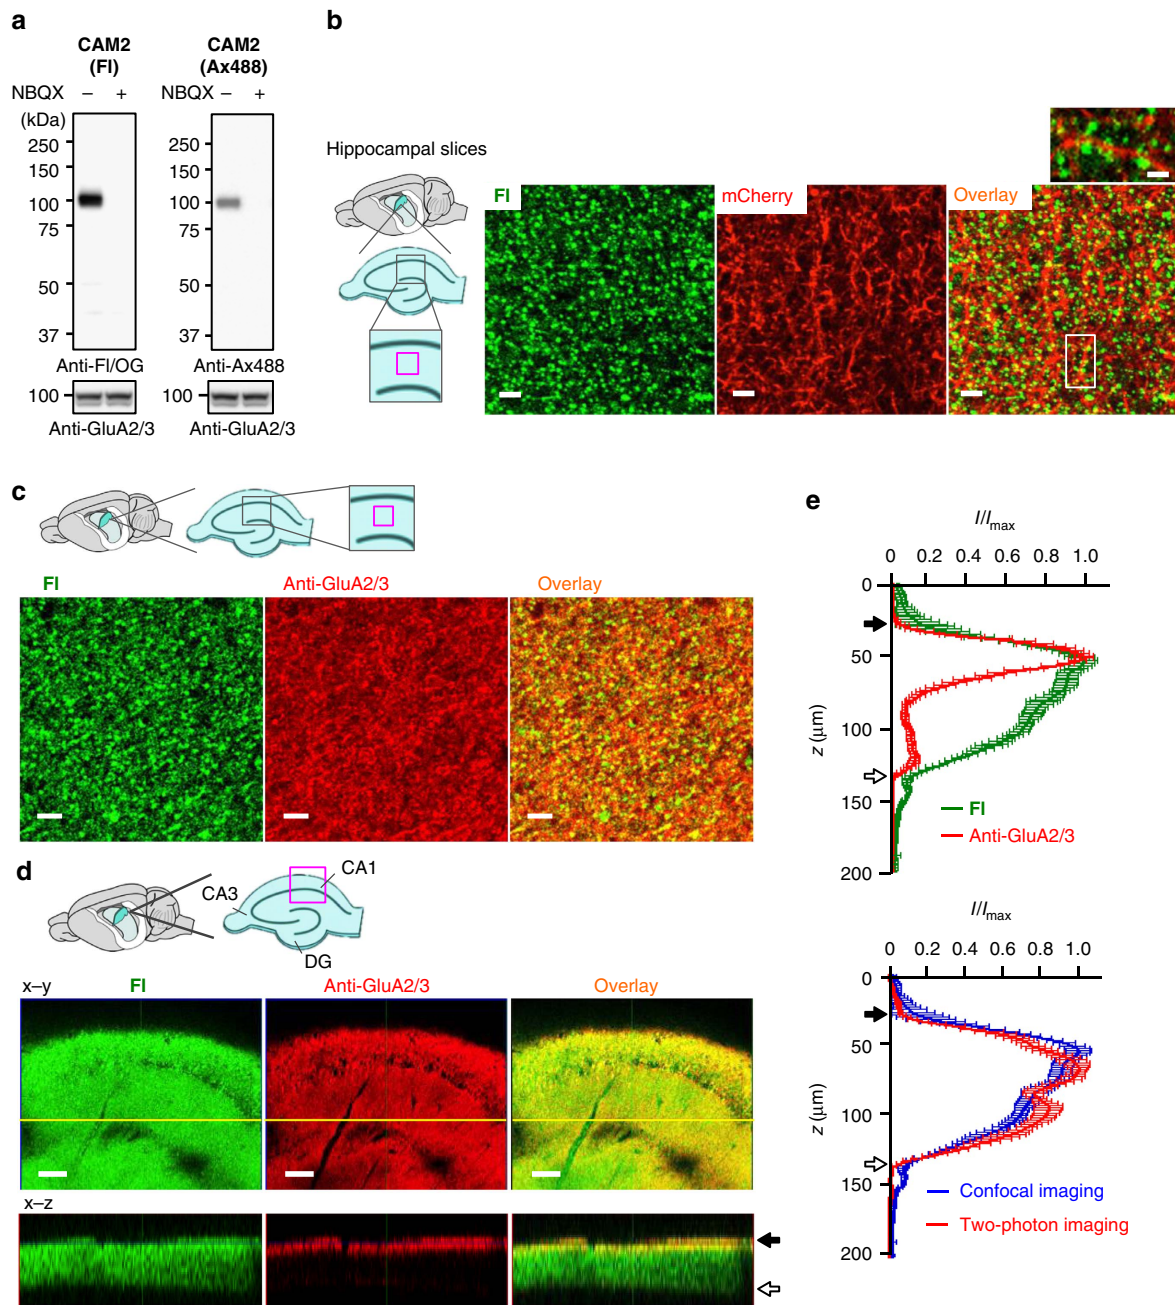 a
CAM2 (Fl)
CAM2 (Ax488)
NBQX – +
NBQX – +
(kDa)
250
150
100
75
50
37
250
150
100
75
50
37
Anti-Fl/OG
Anti-Ax488
100
100
Anti-GluA2/3
Anti-GluA2/3
b
Hippocampal slices
Fl
mCherry
Overlay
c
Fl
Anti-GluA2/3
Overlay
d
CA3
CA1
DG
x–y
Fl
Anti-GluA2/3
Overlay
x–z
e
I/Imax
0 0.2 0.4 0.6 0.8 1.0
0
50
100
150
200
z (μm)
Fl
Anti-GluA2/3
I/Imax
0 0.2 0.4 0.6 0.8 1.0
0
50
100
150
200
z (μm)
Confocal imaging
Two-photon imaging